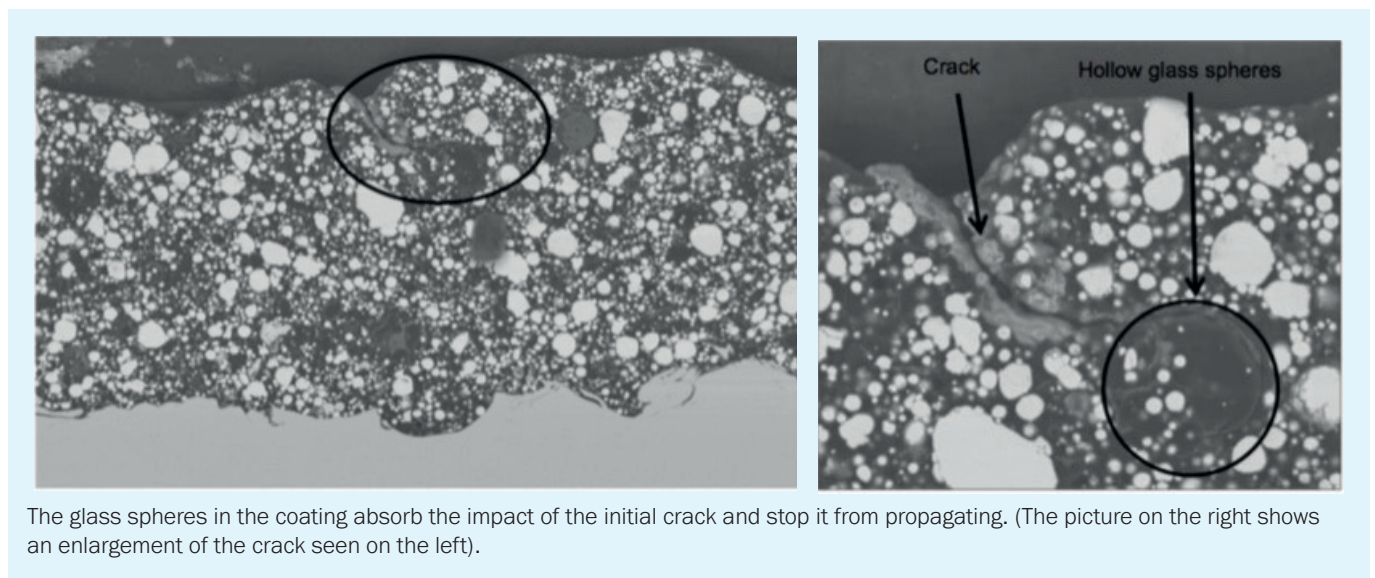 Crack
Hollow glass spheres
The glass spheres in the coating absorb the impact of the initial crack and stop it from propagating. (The picture on the right shows
an enlargement of the crack seen on the left).